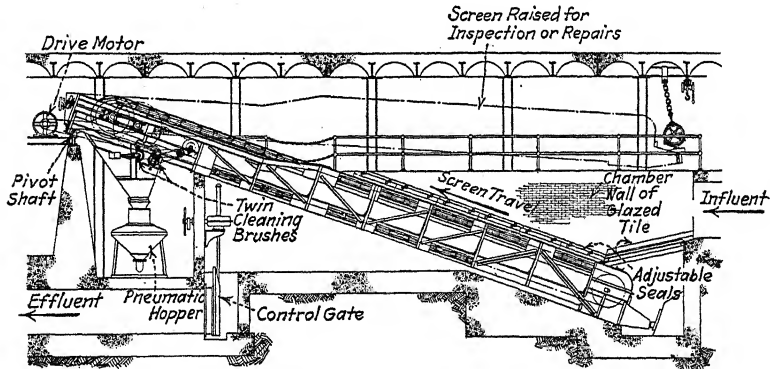 Screen Raised for
Inspection or Repairs
Drive Motor
Pivot
Shaft
Twin
Cleaning
Brushes
Screen Travel
Chamber
Wall of
Glazed
Tile
Influent
Adjustable
Seals
Effluent
Pneumatic
Hopper
Control Gate